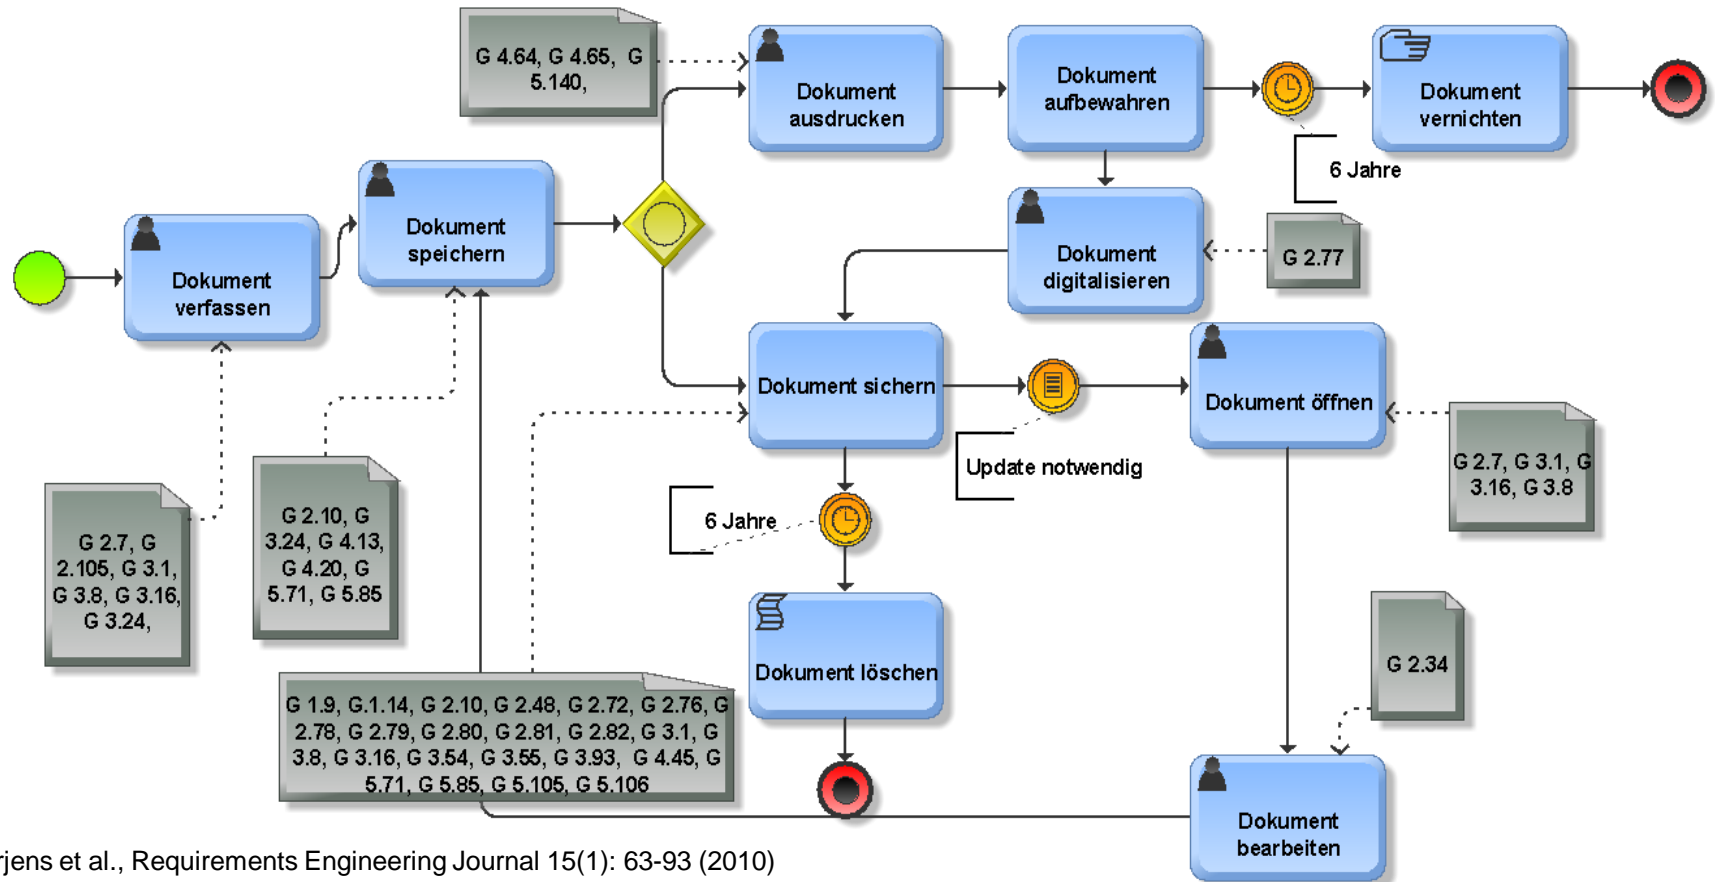 G 4.64, G 4.65, G
5.140,
Dokument
ausdrucken
Dokument
aufbewahren
Dokument
vernichten
6 Jahre
Dokument
speichern
Dokument
verfassen
Dokument
digitalisieren
G 2.77
Dokument sichern
Update notwendig
Dokument öffnen
G 2.7, G 3.1, G
3.16, G 3.8
6 Jahre
G 2.7, G
2.105, G 3.1,
G 3.8, G 3.16,
G 3.24,
G 2.10, G
3.24, G 4.13,
G 4.20, G
5.71, G 5.85
Dokument löschen
G 2.34
G 1.9, G.1.14, G 2.10, G 2.48, G 2.72, G 2.76, G
2.78, G 2.79, G 2.80, G 2.81, G 2.82, G 3.1, G
3.8, G 3.16, G 3.54, G 3.55, G 3.93, G 4.45, G
5.71, G 5.85, G 5.105, G 5.106
Dokument
bearbeiten
rjens et al., Requirements Engineering Journal 15(1): 63-93 (2010)